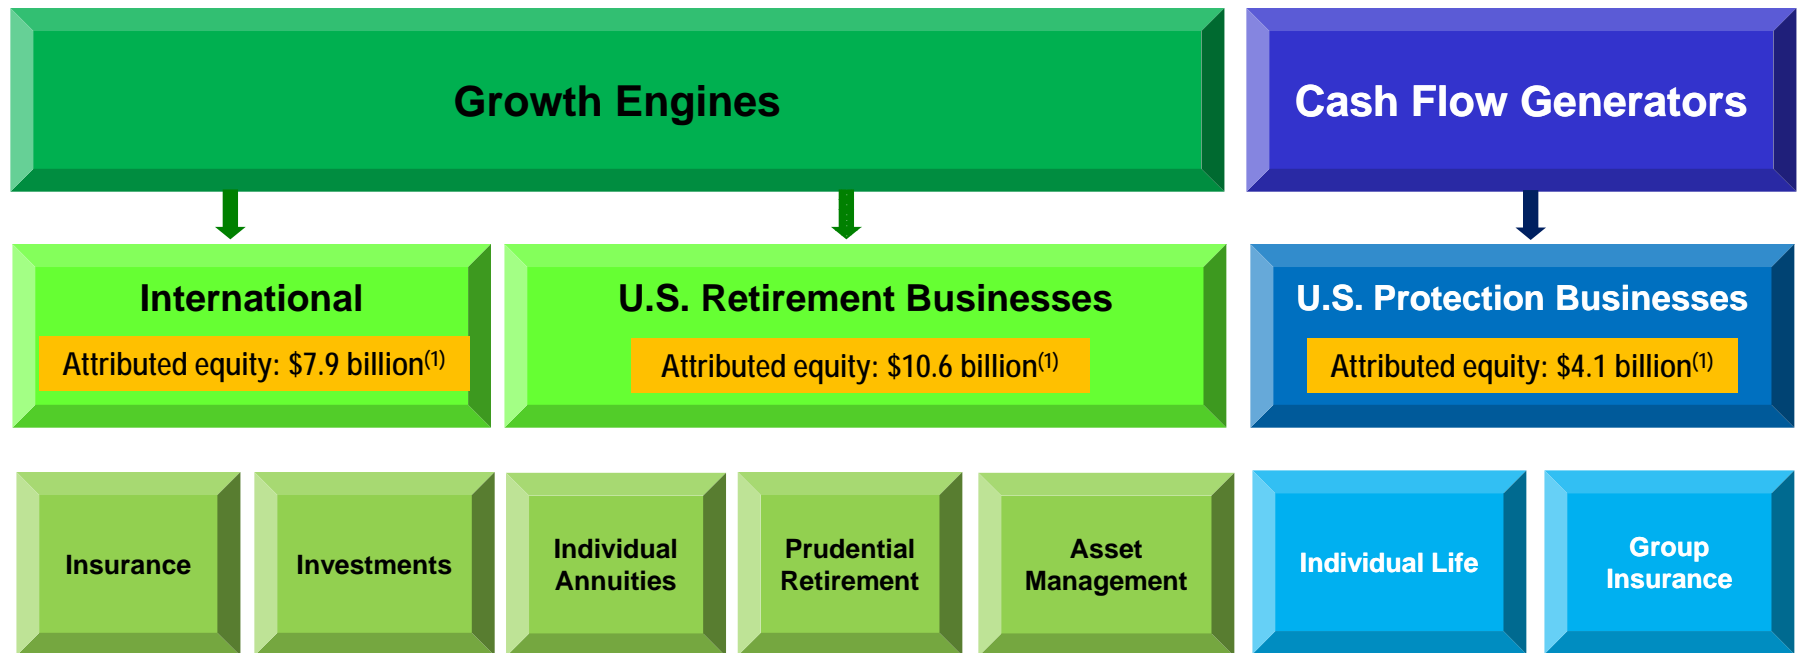 Growth Engines
Cash Flow Generators
International
Attributed equity: $7.9 billion(1)
U.S. Retirement Businesses
Attributed equity: $10.6 billion(1)
U.S. Protection Businesses
Attributed equity: $4.1 billion(1)
Insurance
Investments
Individual
Annuities
Prudential
Retirement
Asset
Management
Individual Life
Group
Insurance